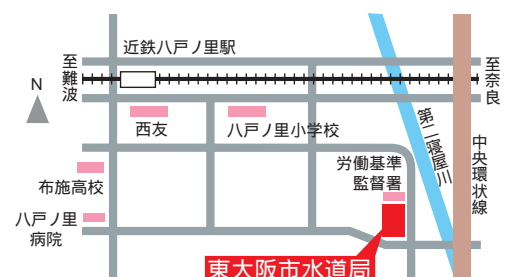 近鉄八戸ノ里駅
至難波
至奈良
N
西友
八戸ノ里小学校
第二寝屋川
中央環状線
労働基準
監督署
布施高校
八戸ノ里
病院
東大阪市水道局